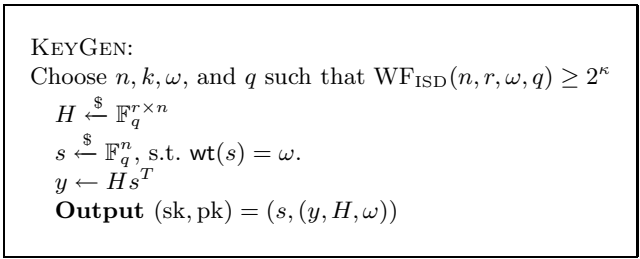 KEYGEN:
Choose n, k, ω, and q such that WF_ISD(n, r, ω, q) ≥ 2^κ
H ←$ 𝔽_q^{r×n}
s ←$ 𝔽_q^n, s.t. wt(s) = ω.
y ← Hs^T
Output (sk, pk) = (s, (y, H, ω))